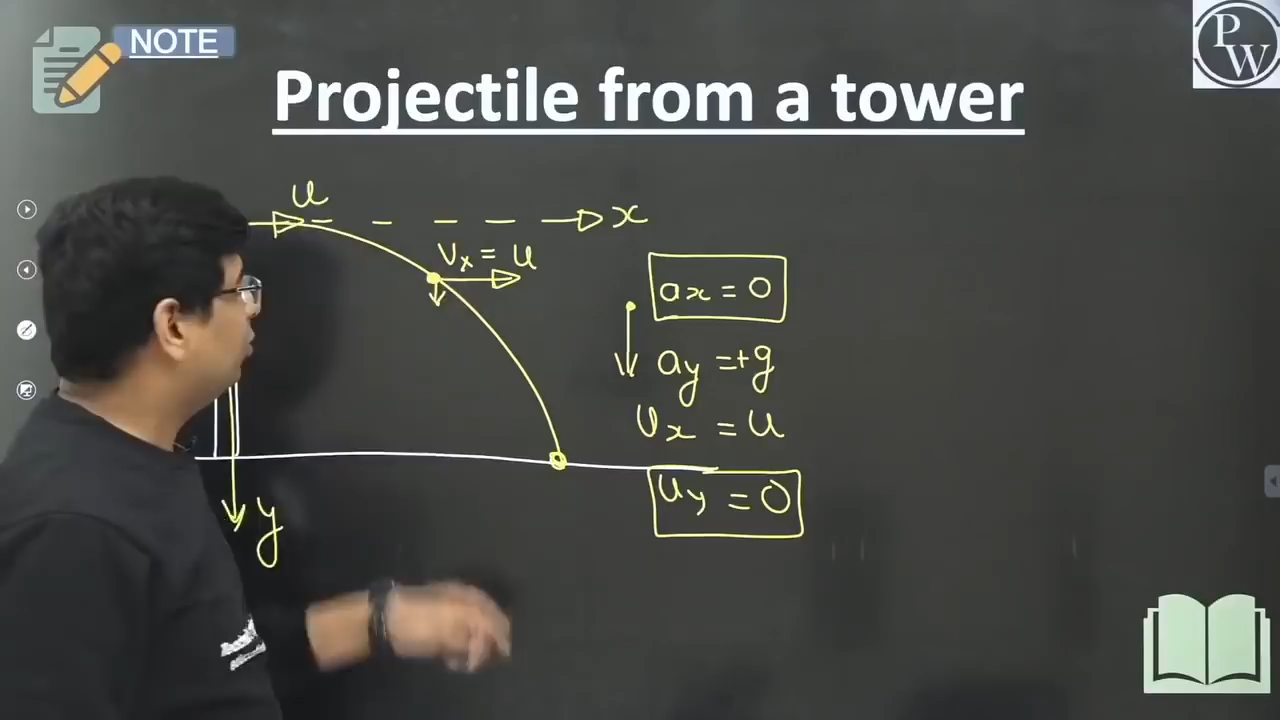 NOTE
PW
Projectile from a tower
u
x
Vx = u
ax = 0
ay = +g
Vx = u
uy = 0
y